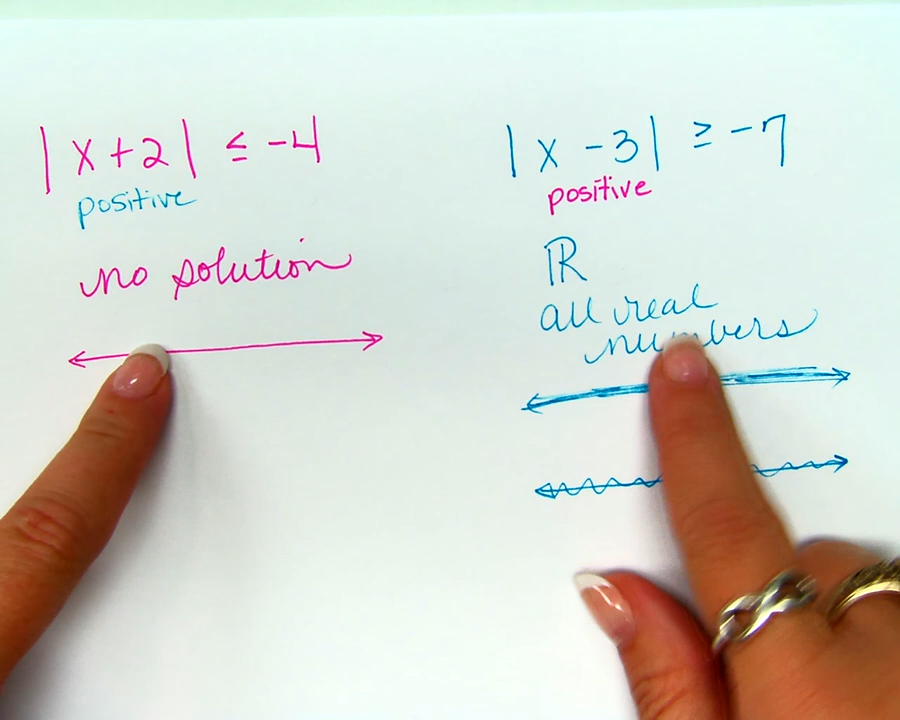 |x+2| ≤ -4
positive
no solution
|x-3| ≥ -7
positive
ℝ
all real
numbers